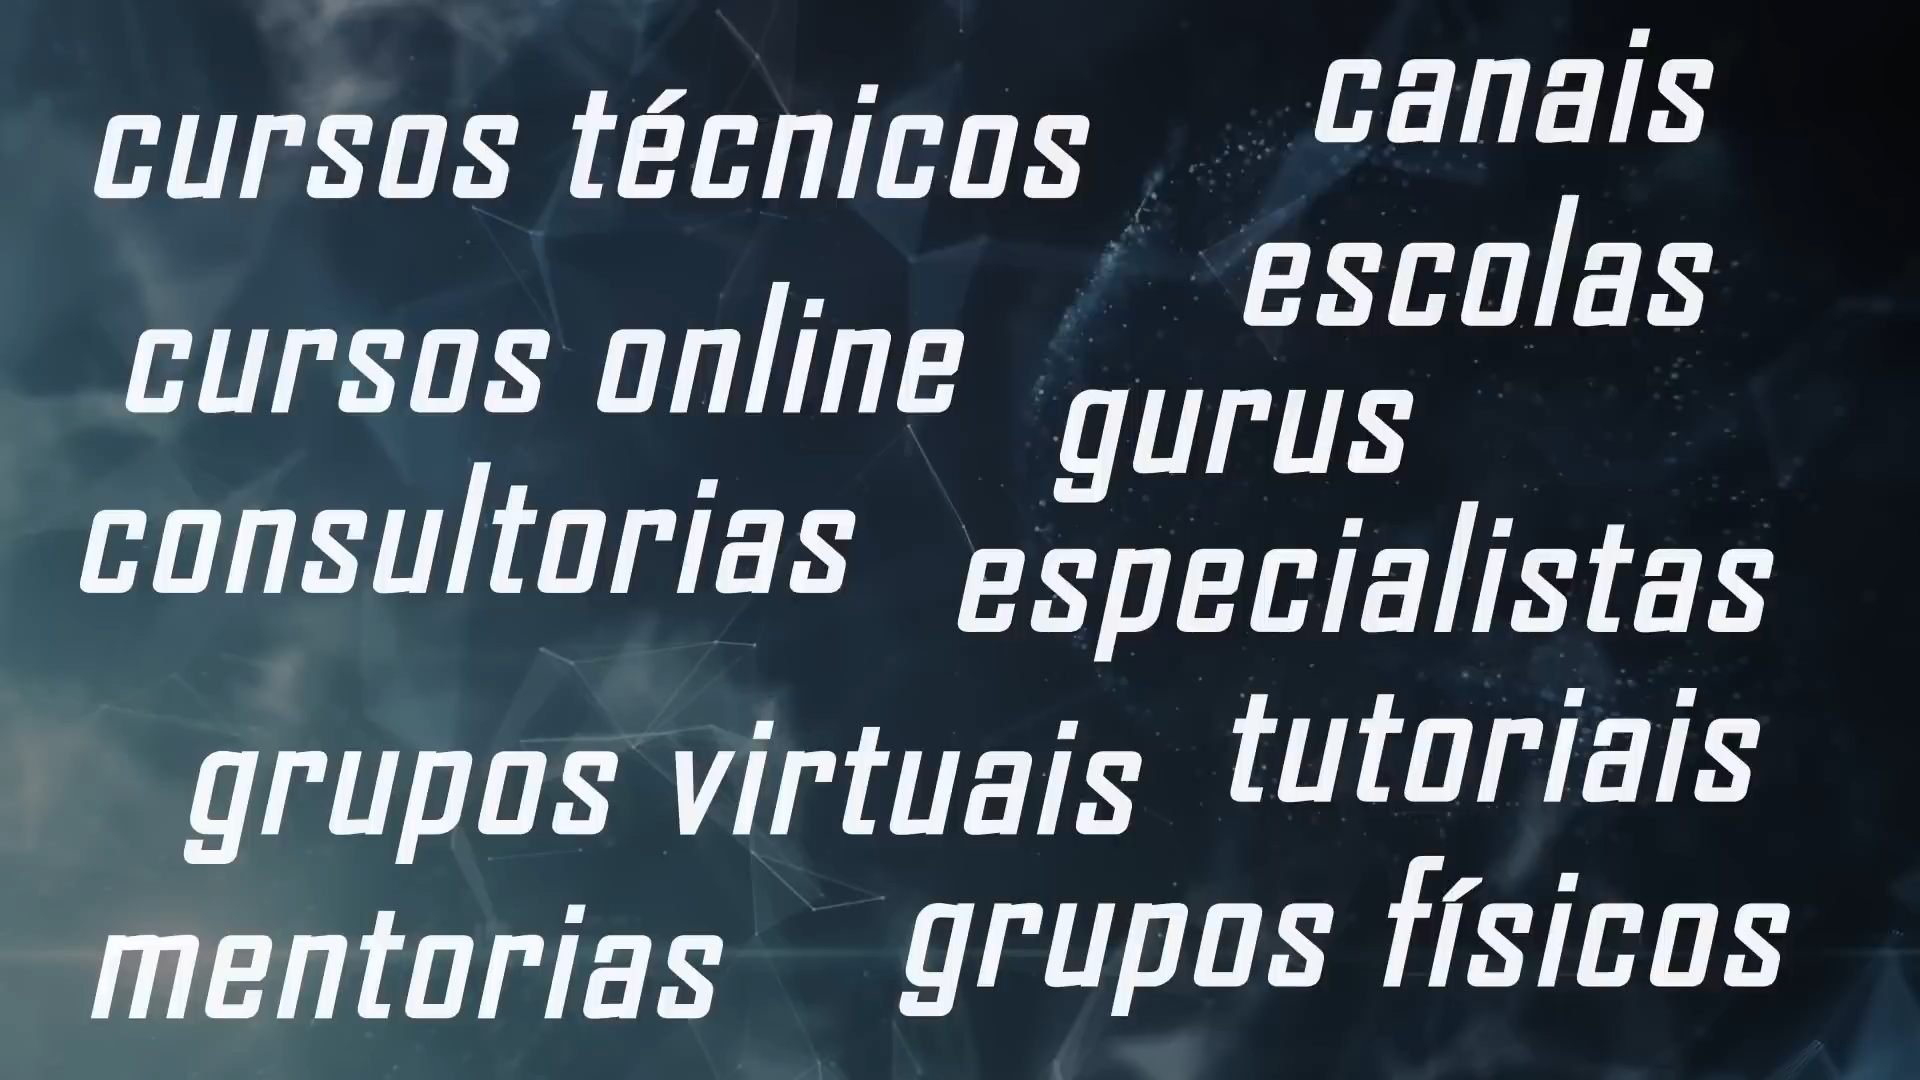 cursos técnicos
cursos online
consultorias
grupos virtuais
mentorias
canais
escolas
gurus
especialistas
tutoriais
grupos físicos